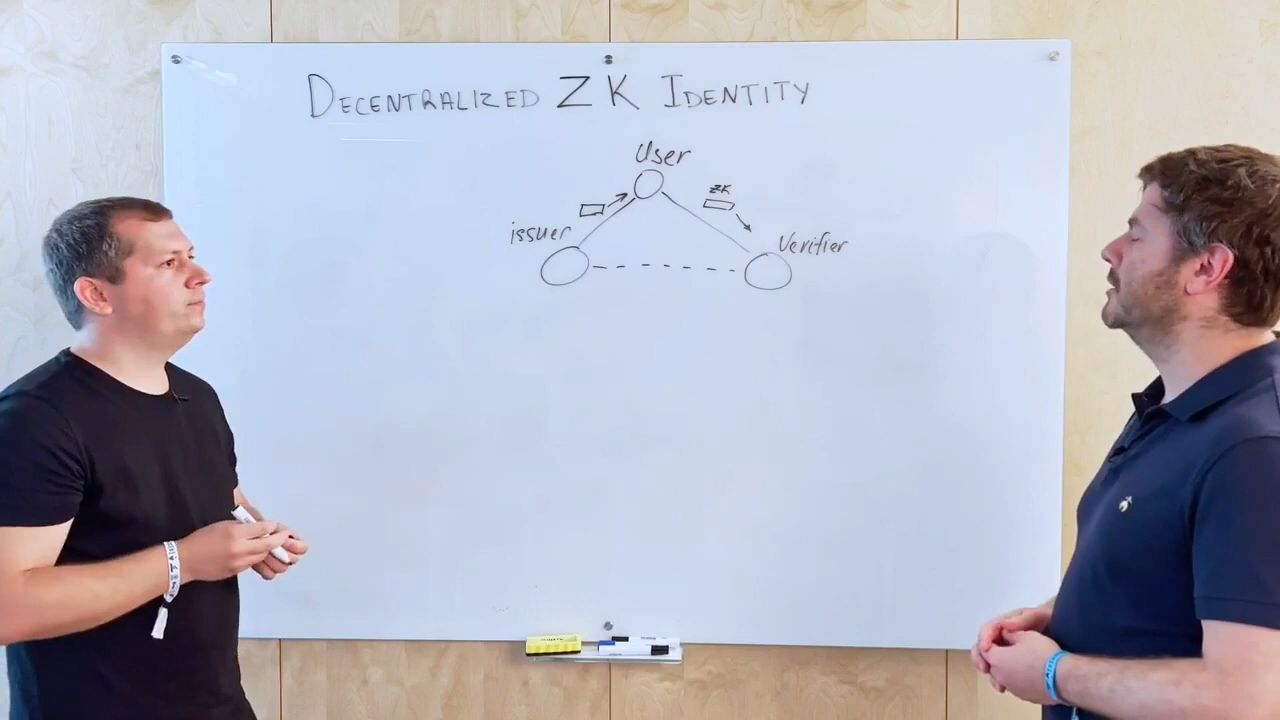 DECENTRALIZED ZK IDENTITY
User
ZK
issuer
Verifier